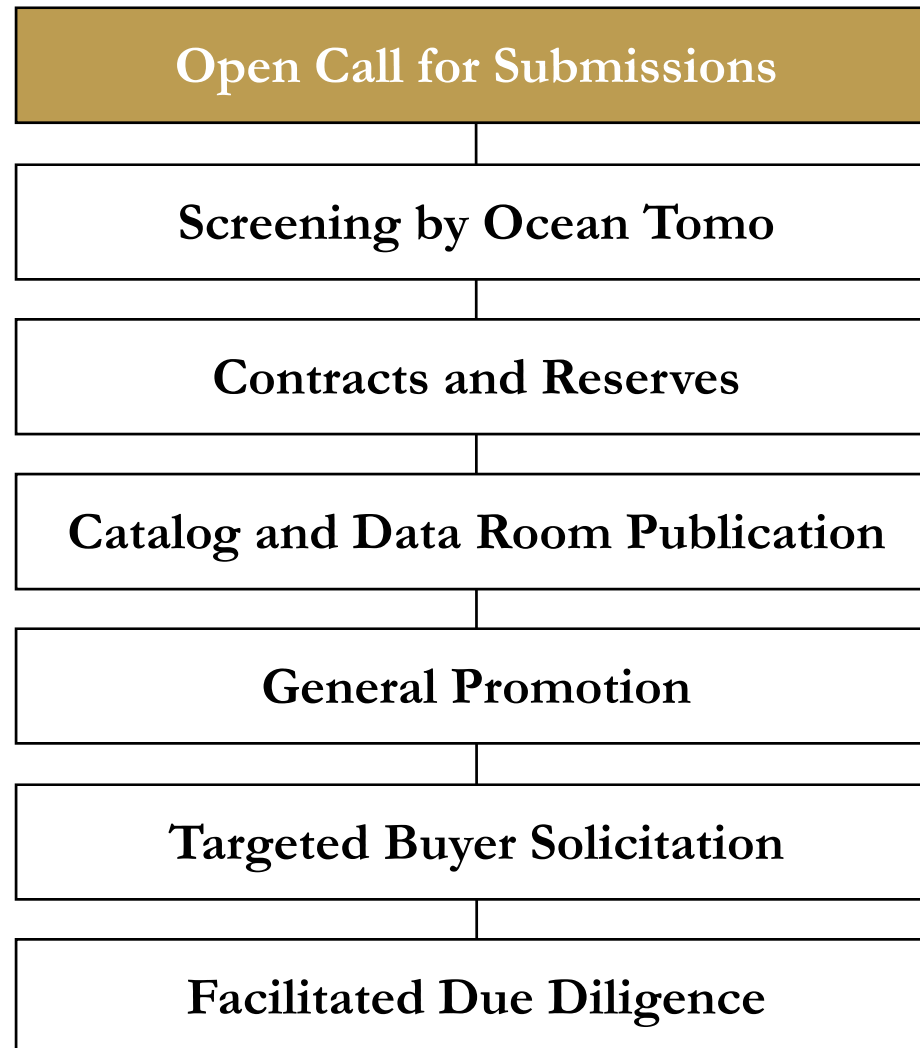 Open Call for Submissions
Screening by Ocean Tomo
Contracts and Reserves
Catalog and Data Room Publication
General Promotion
Targeted Buyer Solicitation
Facilitated Due Diligence